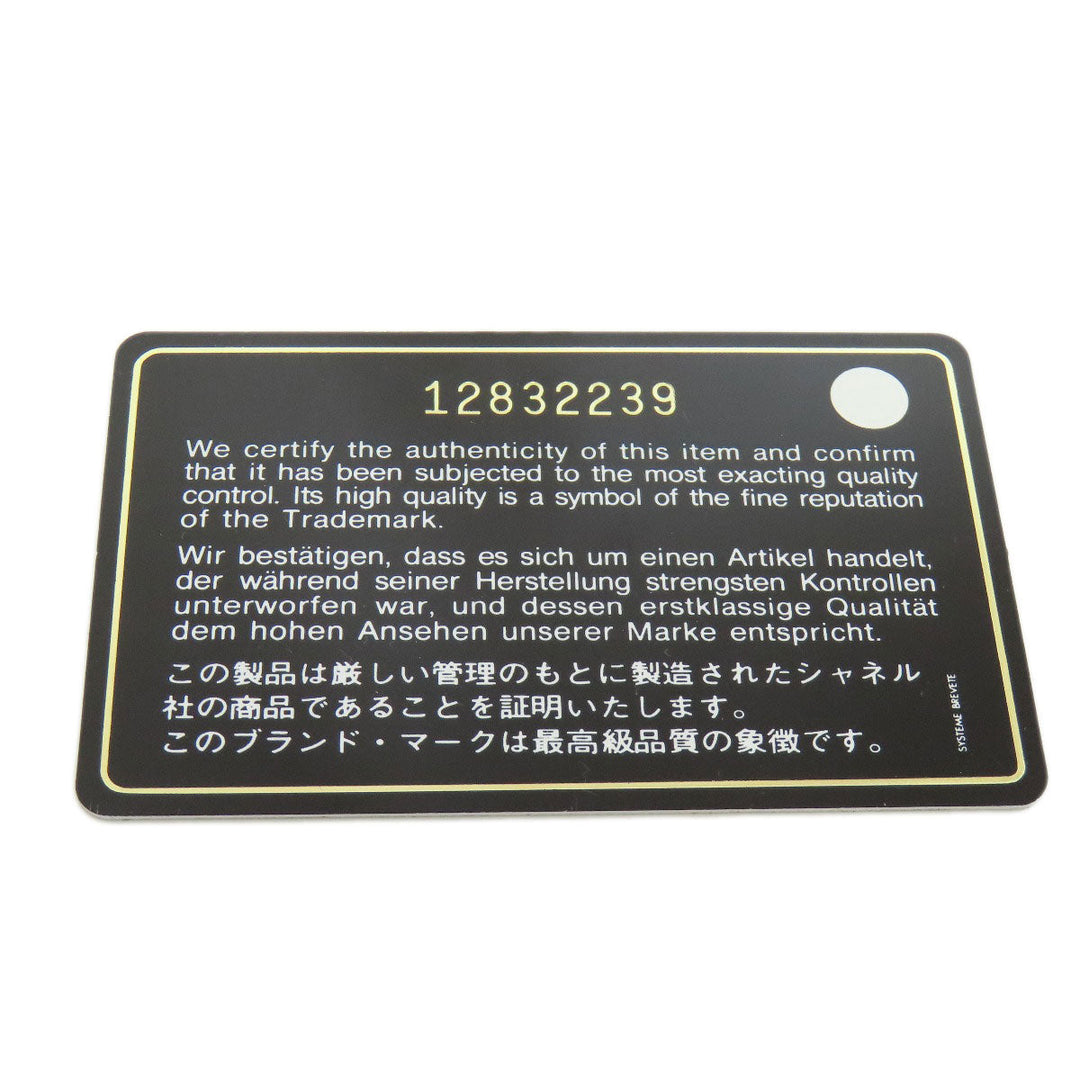 12832239
We certify the authenticity of this item and confirm
that it has been subjected to the most exacting quality
control. Its high quality is a symbol of the fine reputation
of the Trademark.
Wir bestätigen, dass es sich um einen Artikel handelt,
der während seiner Herstellung strengsten Kontrollen
unterworfen war, und dessen erstklassige Qualität
dem hohen Ansehen unserer Marke entspricht.
この製品は厳しい管理のもとに製造されたシャネル
社の商品であることを証明いたします。
このブランド・マークは最高級品質の象徴です。
SYSTEME BREVETE